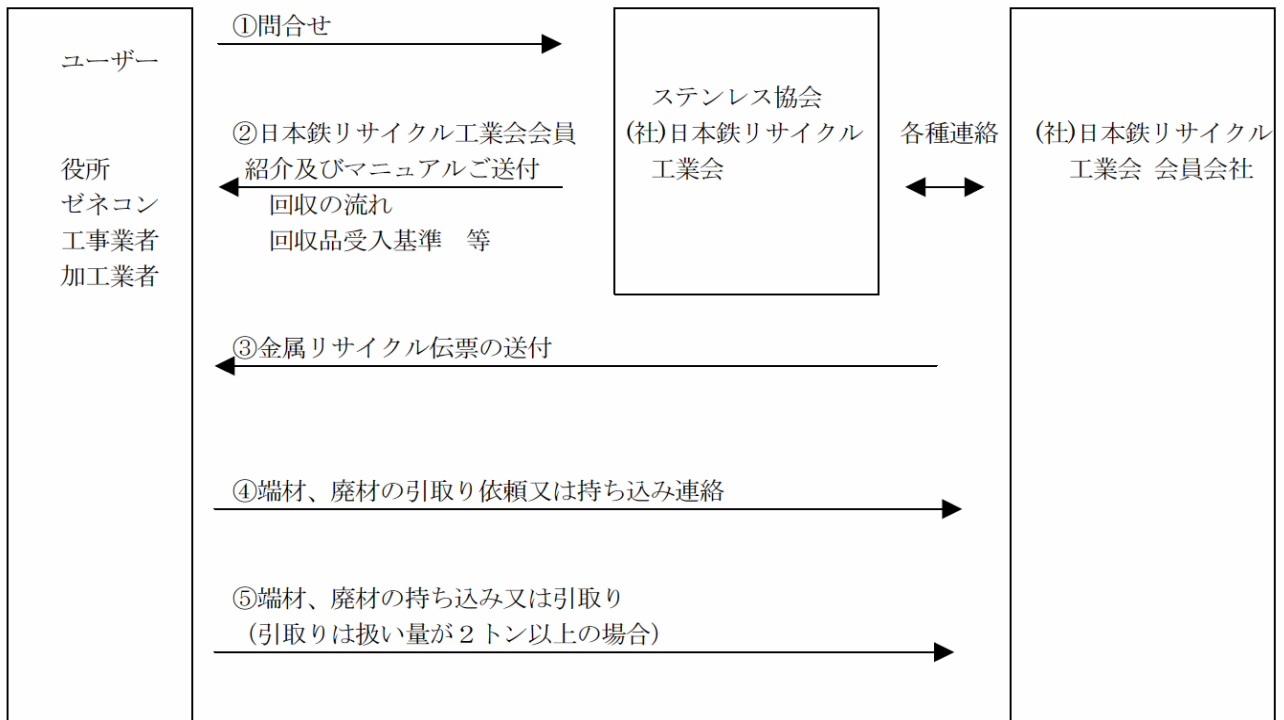 ユーザー
役所
ゼネコン
工事業者
加工業者
①問合せ
②日本鉄リサイクル工業会会員
紹介及びマニュアルご送付
回収の流れ
回収品受入基準　等
ステンレス協会
(社)日本鉄リサイクル
工業会
各種連絡
(社)日本鉄リサイクル
工業会 会員会社
③金属リサイクル伝票の送付
④端材、廃材の引取り依頼又は持ち込み連絡
⑤端材、廃材の持ち込み又は引取り
（引取りは扱い量が２トン以上の場合）